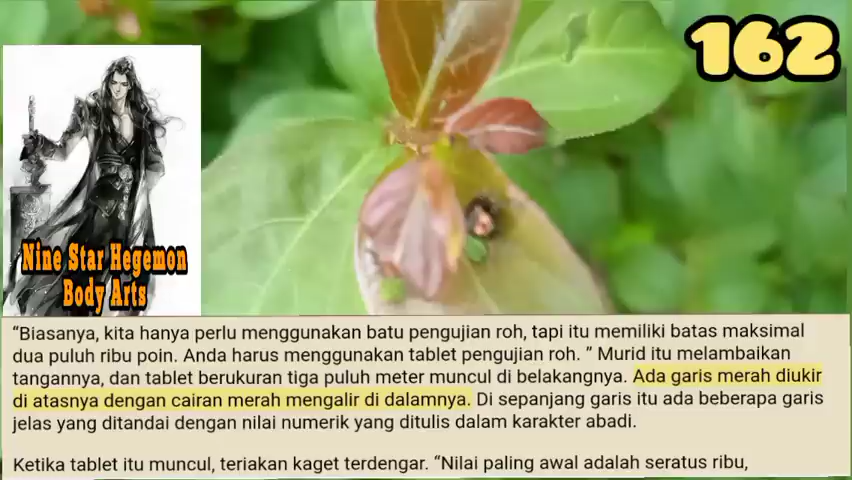 162
Nine Star Hegemon
Body Arts
“Biasanya, kita hanya perlu menggunakan batu pengujian roh, tapi itu memiliki batas maksimal
dua puluh ribu poin. Anda harus menggunakan tablet pengujian roh. ” Murid itu melambaikan
tangannya, dan tablet berukuran tiga puluh meter muncul di belakangnya. Ada garis merah diukir
di atasnya dengan cairan merah mengalir di dalamnya. Di sepanjang garis itu ada beberapa garis
jelas yang ditandai dengan nilai numerik yang ditulis dalam karakter abadi.
Ketika tablet itu muncul, teriakan kaget terdengar. “Nilai paling awal adalah seratus ribu,